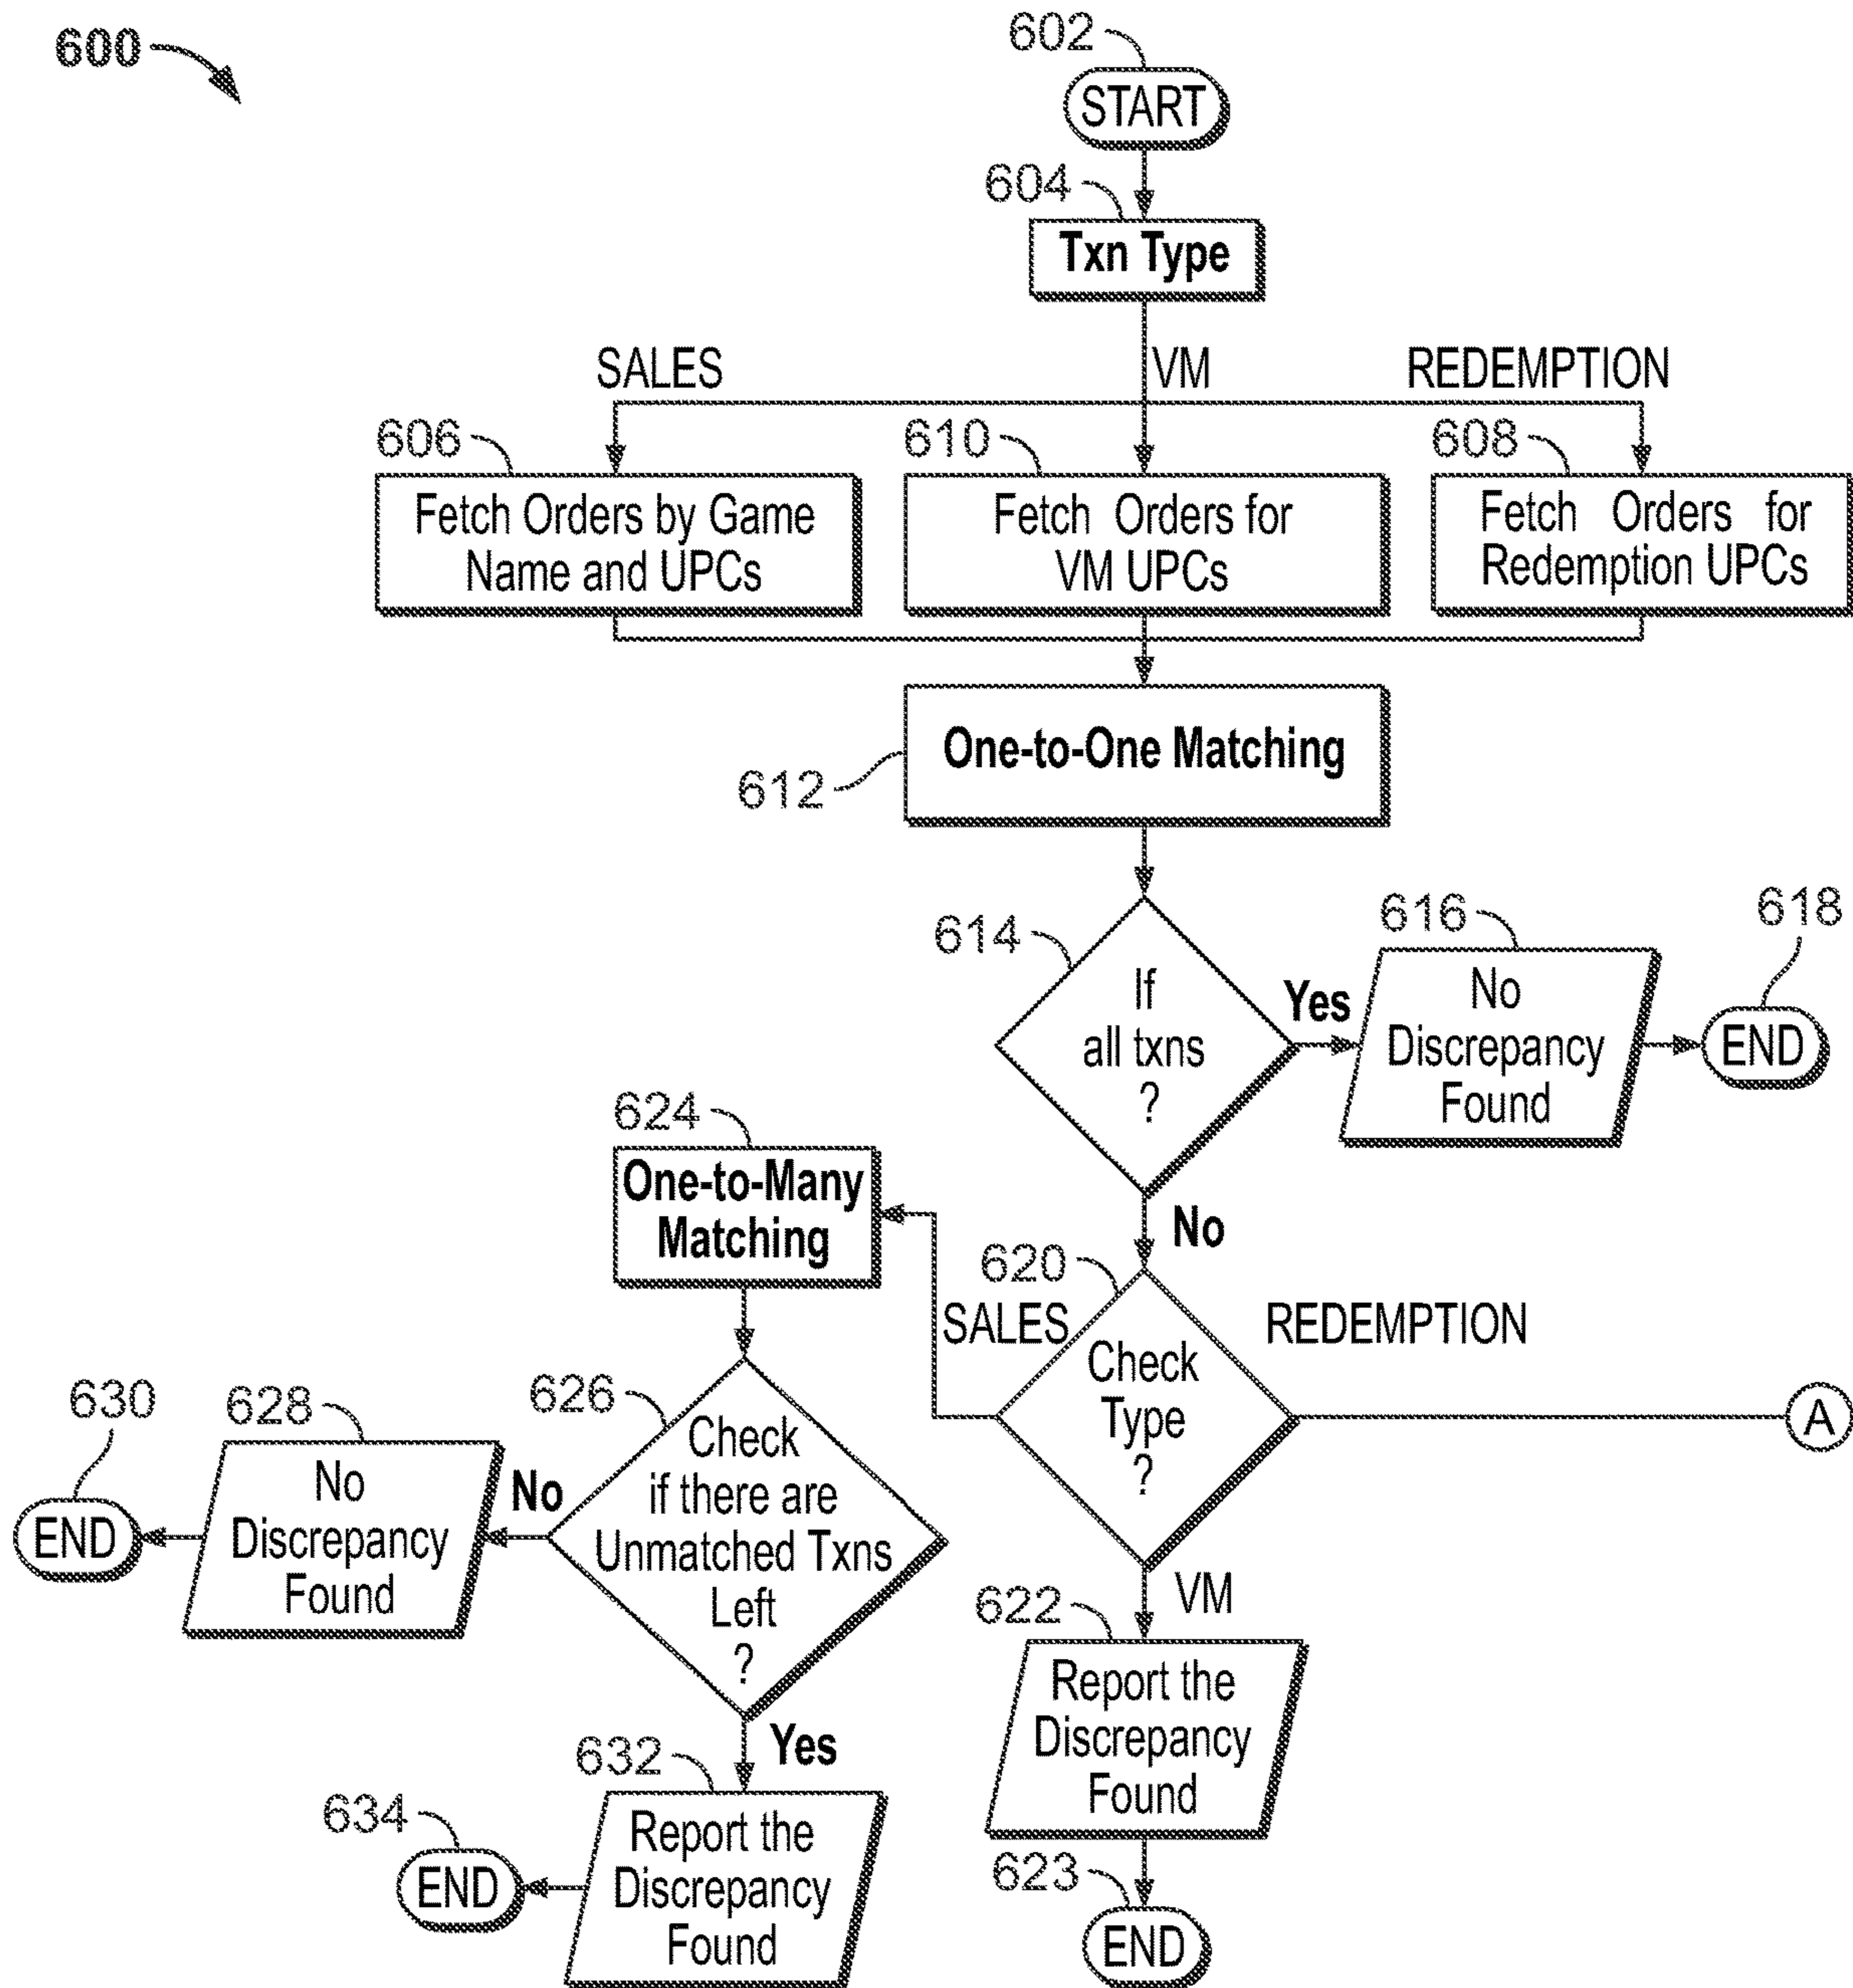 600
602
START
604
Txn Type
SALES
VM
REDEMPTION
606
610
608
Fetch Orders by Game
Name and UPCs
Fetch Orders for
VM UPCs
Fetch Orders for
Redemption UPCs
One-to-One Matching
612
614
If
all txns
?
Yes
616
No
Discrepancy
Found
618
END
No
624
One-to-Many
Matching
620
SALES
REDEMPTION
Check
Type
?
A
626
Check
if there are
Unmatched Txns
Left
?
No
628
No
Discrepancy
Found
630
END
VM
622
Report the
Discrepancy
Found
623
END
Yes
632
Report the
Discrepancy
Found
634
END